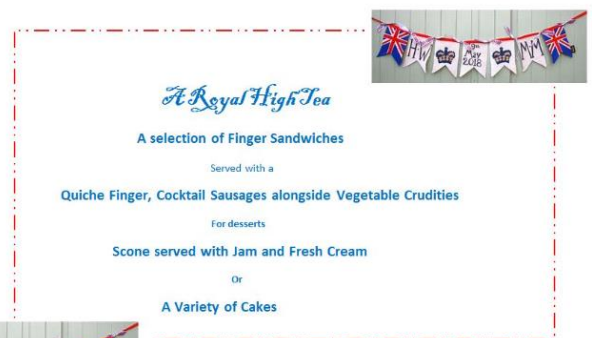 HW
19th
May
2018
MM
A Royal High Tea
A selection of Finger Sandwiches
Served with a
Quiche Finger, Cocktail Sausages alongside Vegetable Crudities
For desserts
Scone served with Jam and Fresh Cream
Or
A Variety of Cakes